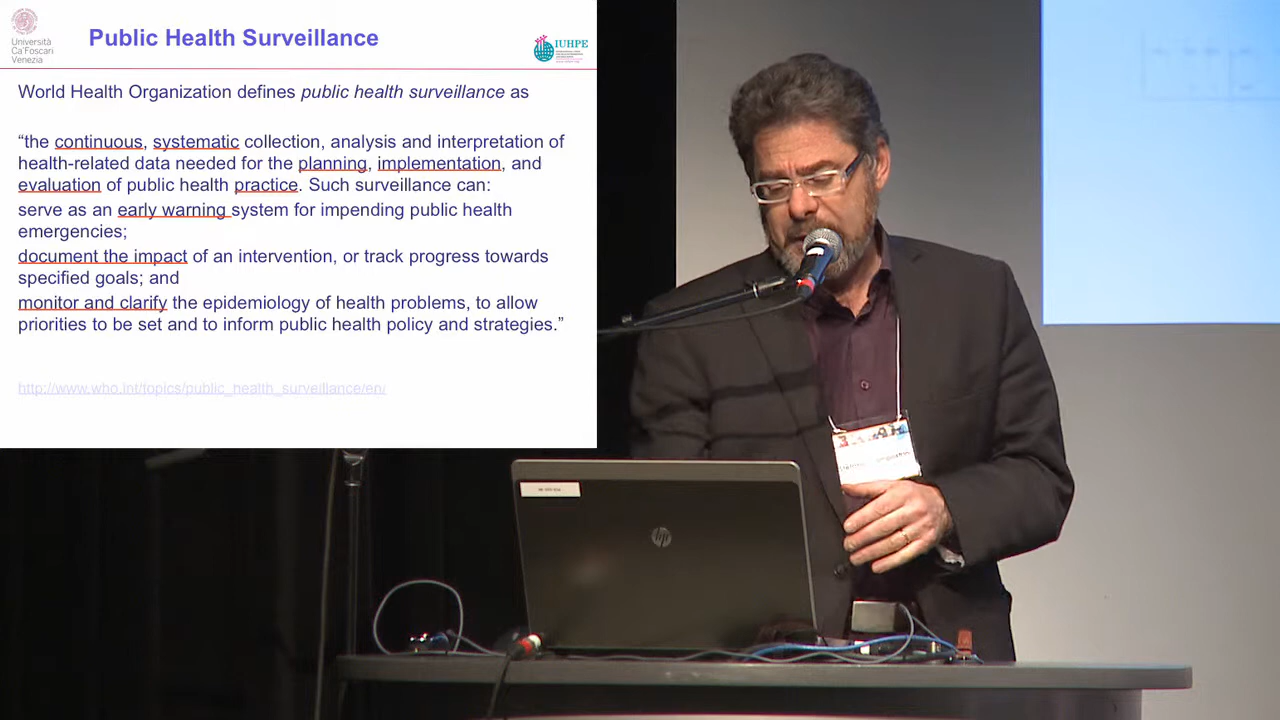 Università
Ca'Foscari
Venezia
Public Health Surveillance
IUHPE
World Health Organization defines public health surveillance as
“the continuous, systematic collection, analysis and interpretation of
health-related data needed for the planning, implementation, and
evaluation of public health practice. Such surveillance can:
serve as an early warning system for impending public health
emergencies;
document the impact of an intervention, or track progress towards
specified goals; and
monitor and clarify the epidemiology of health problems, to allow
priorities to be set and to inform public health policy and strategies.”
http://www.who.int/topics/public_health_surveillance/en/
hp